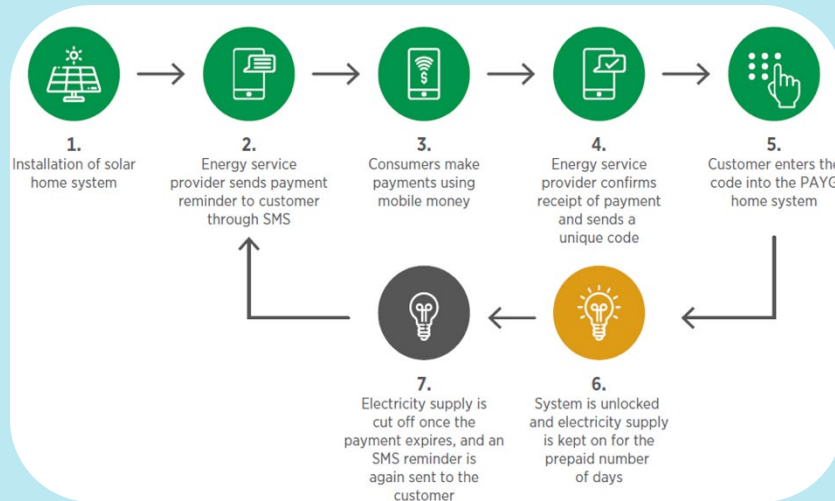 1.
Installation of solar
home system
2.
Energy service
provider sends payment
reminder to customer
through SMS
3.
Consumers make
payments using
mobile money
4.
Energy service
provider confirms
receipt of payment
and sends a
unique code
5.
Customer enters the
code into the PAYG
home system
6.
System is unlocked
and electricity supply
is kept on for the
prepaid number
of days
7.
Electricity supply is
cut off once the
payment expires, and an
SMS reminder is
again sent to the
customer